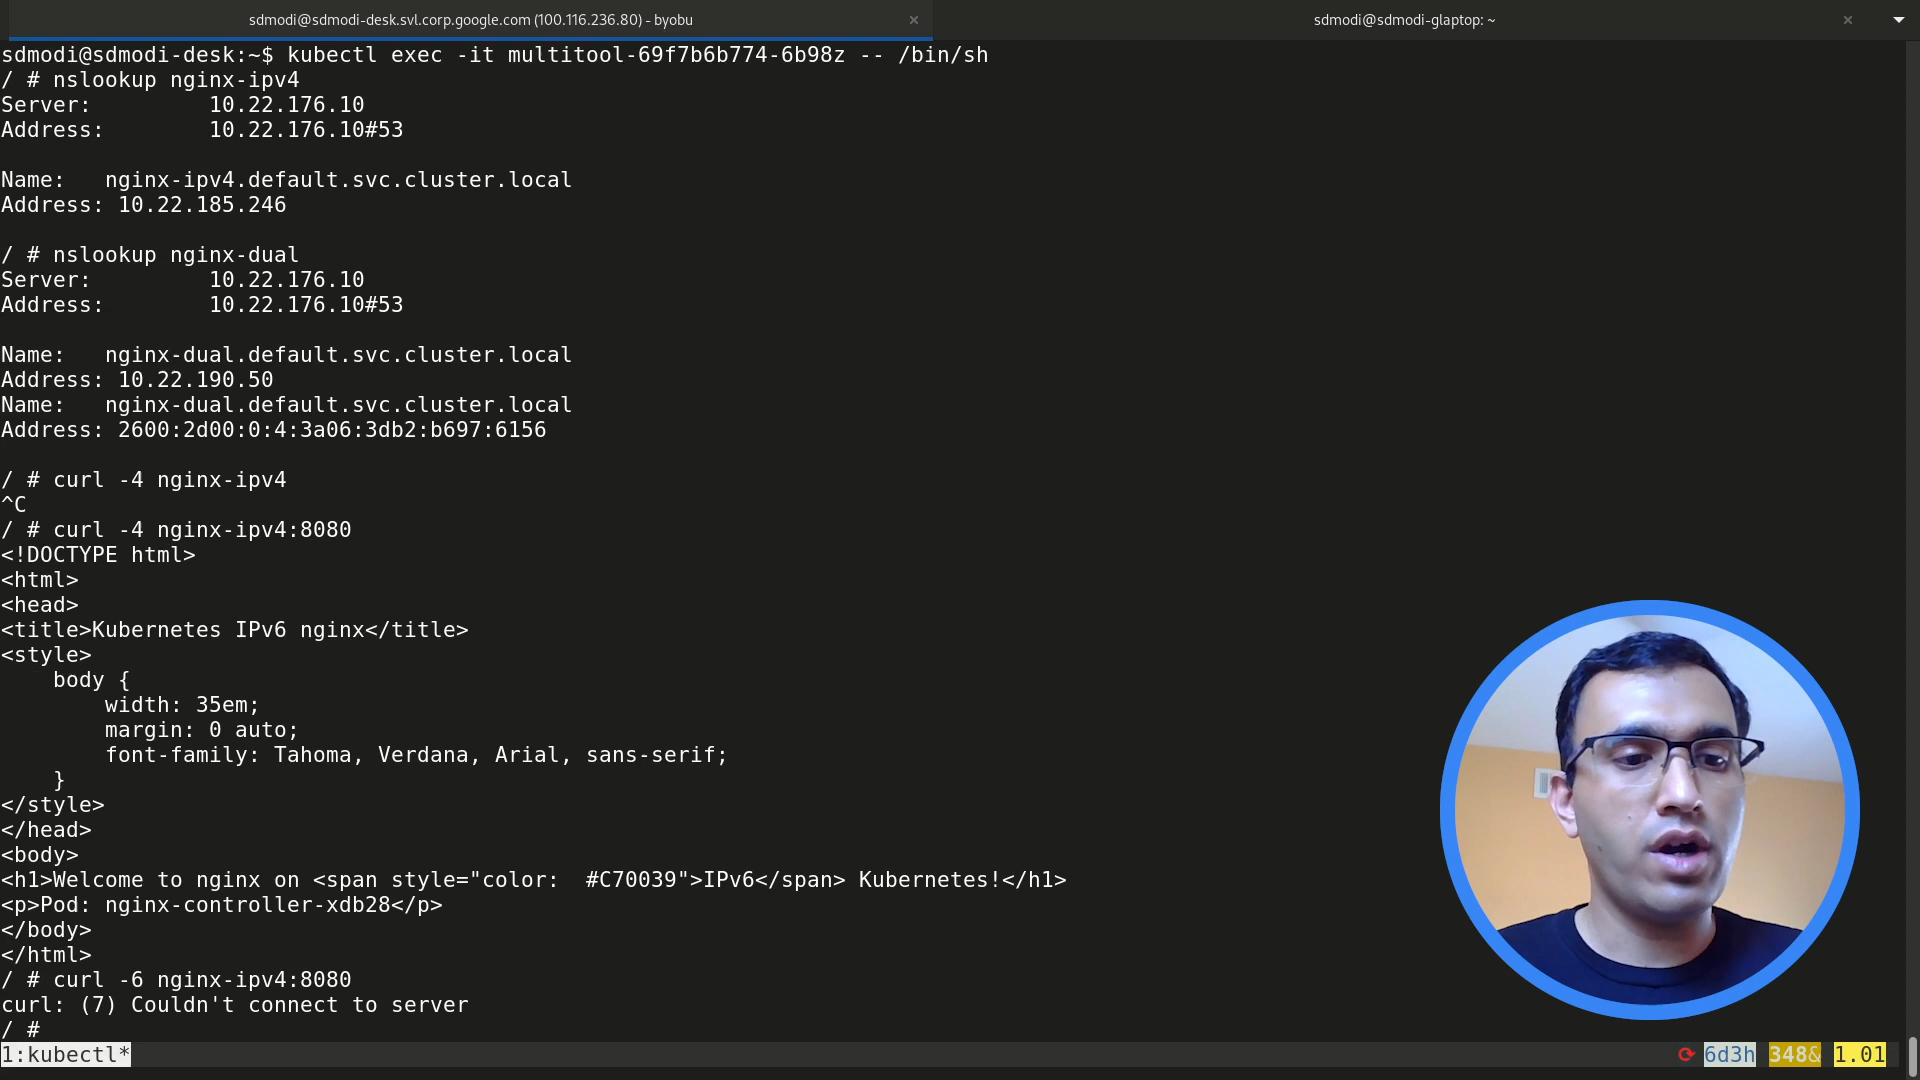 sdmodi@sdmodi-desk.svl.corp.google.com (100.116.236.80) - byobu
sdmodi@sdmodi-glaptop: ~
sdmodi@sdmodi-desk:~$ kubectl exec -it multitool-69f7b6b774-6b98z -- /bin/sh
/ # nslookup nginx-ipv4
Server:         10.22.176.10
Address:        10.22.176.10#53
Name:   nginx-ipv4.default.svc.cluster.local
Address: 10.22.185.246
/ # nslookup nginx-dual
Server:         10.22.176.10
Address:        10.22.176.10#53
Name:   nginx-dual.default.svc.cluster.local
Address: 10.22.190.50
Name:   nginx-dual.default.svc.cluster.local
Address: 2600:2d00:0:4:3a06:3db2:b697:6156
/ # curl -4 nginx-ipv4
^C
/ # curl -4 nginx-ipv4:8080
<!DOCTYPE html>
<html>
<head>
<title>Kubernetes IPv6 nginx</title>
<style>
    body {
        width: 35em;
        margin: 0 auto;
        font-family: Tahoma, Verdana, Arial, sans-serif;
    }
</style>
</head>
<body>
<h1>Welcome to nginx on <span style="color:  #C70039">IPv6</span> Kubernetes!</h1>
<p>Pod: nginx-controller-xdb28</p>
</body>
</html>
/ # curl -6 nginx-ipv4:8080
curl: (7) Couldn't connect to server
/ #
1:kubectl*
6d3h 348& 1.01